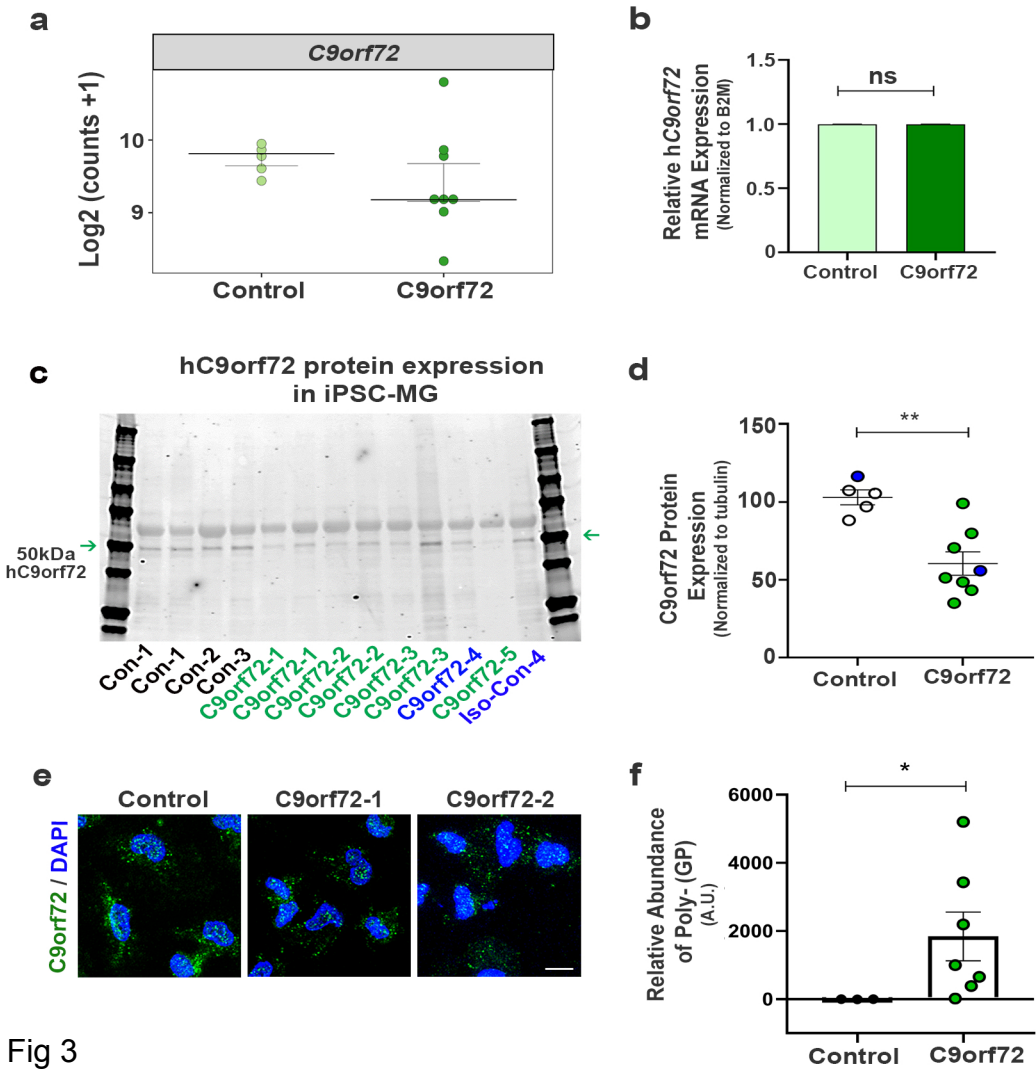 a
C9orf72
Log2 (counts +1)
10
9
Control
C9orf72
b
Relative hC9orf72
mRNA Expression
(Normalized to B2M)
1.5
1.0
0.5
0
ns
Control
C9orf72
c
hC9orf72 protein expression
in iPSC-MG
50kDa
hC9orf72
Con-1
Con-1
Con-2
Con-3
C9orf72-1
C9orf72-1
C9orf72-2
C9orf72-2
C9orf72-3
C9orf72-3
C9orf72-4
C9orf72-5
Iso-Con-4
d
C9orf72 Protein
Expression
(Normalized to tubulin)
150
100
50
0
**
Control
C9orf72
e
Control
C9orf72-1
C9orf72-2
C9orf72 / DAPI
f
Relative Abundance
of Poly- (GP)
(A.U.)
6000
4000
2000
0
*
Control
C9orf72
Fig 3